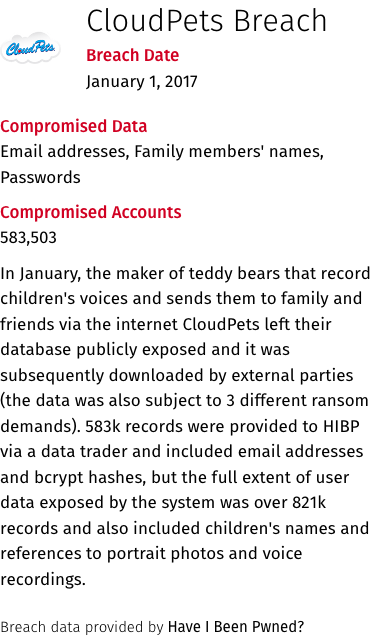 CloudPets Breach
CloudPets
Breach Date
January 1, 2017
Compromised Data
Email addresses, Family members' names,
Passwords
Compromised Accounts
583,503
In January, the maker of teddy bears that record
children's voices and sends them to family and
friends via the internet CloudPets left their
database publicly exposed and it was
subsequently downloaded by external parties
(the data was also subject to 3 different ransom
demands). 583k records were provided to HIBP
via a data trader and included email addresses
and bcrypt hashes, but the full extent of user
data exposed by the system was over 821k
records and also included children's names and
references to portrait photos and voice
recordings.
Breach data provided by Have I Been Pwned?